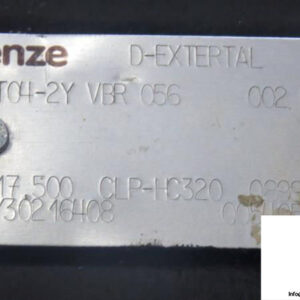 enze D-EXTERTAL
T04-2Y VBR 056 002
17,500 CLP-HC320
30216408